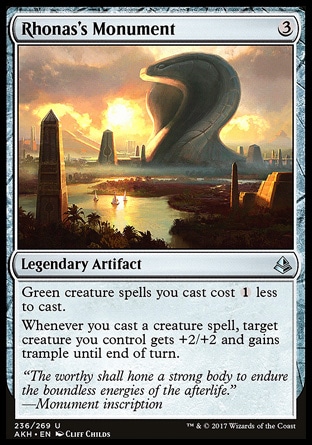 Rhonas's Monument 3
Legendary Artifact
Green creature spells you cast cost 1 less
to cast.
Whenever you cast a creature spell, target
creature you control gets +2/+2 and gains
trample until end of turn.
"The worthy shall hone a strong body to endure
the boundless energies of the afterlife."
—Monument inscription
236/269 U
AKH • EN Cliff Childs
™ & © 2017 Wizards of the Coast